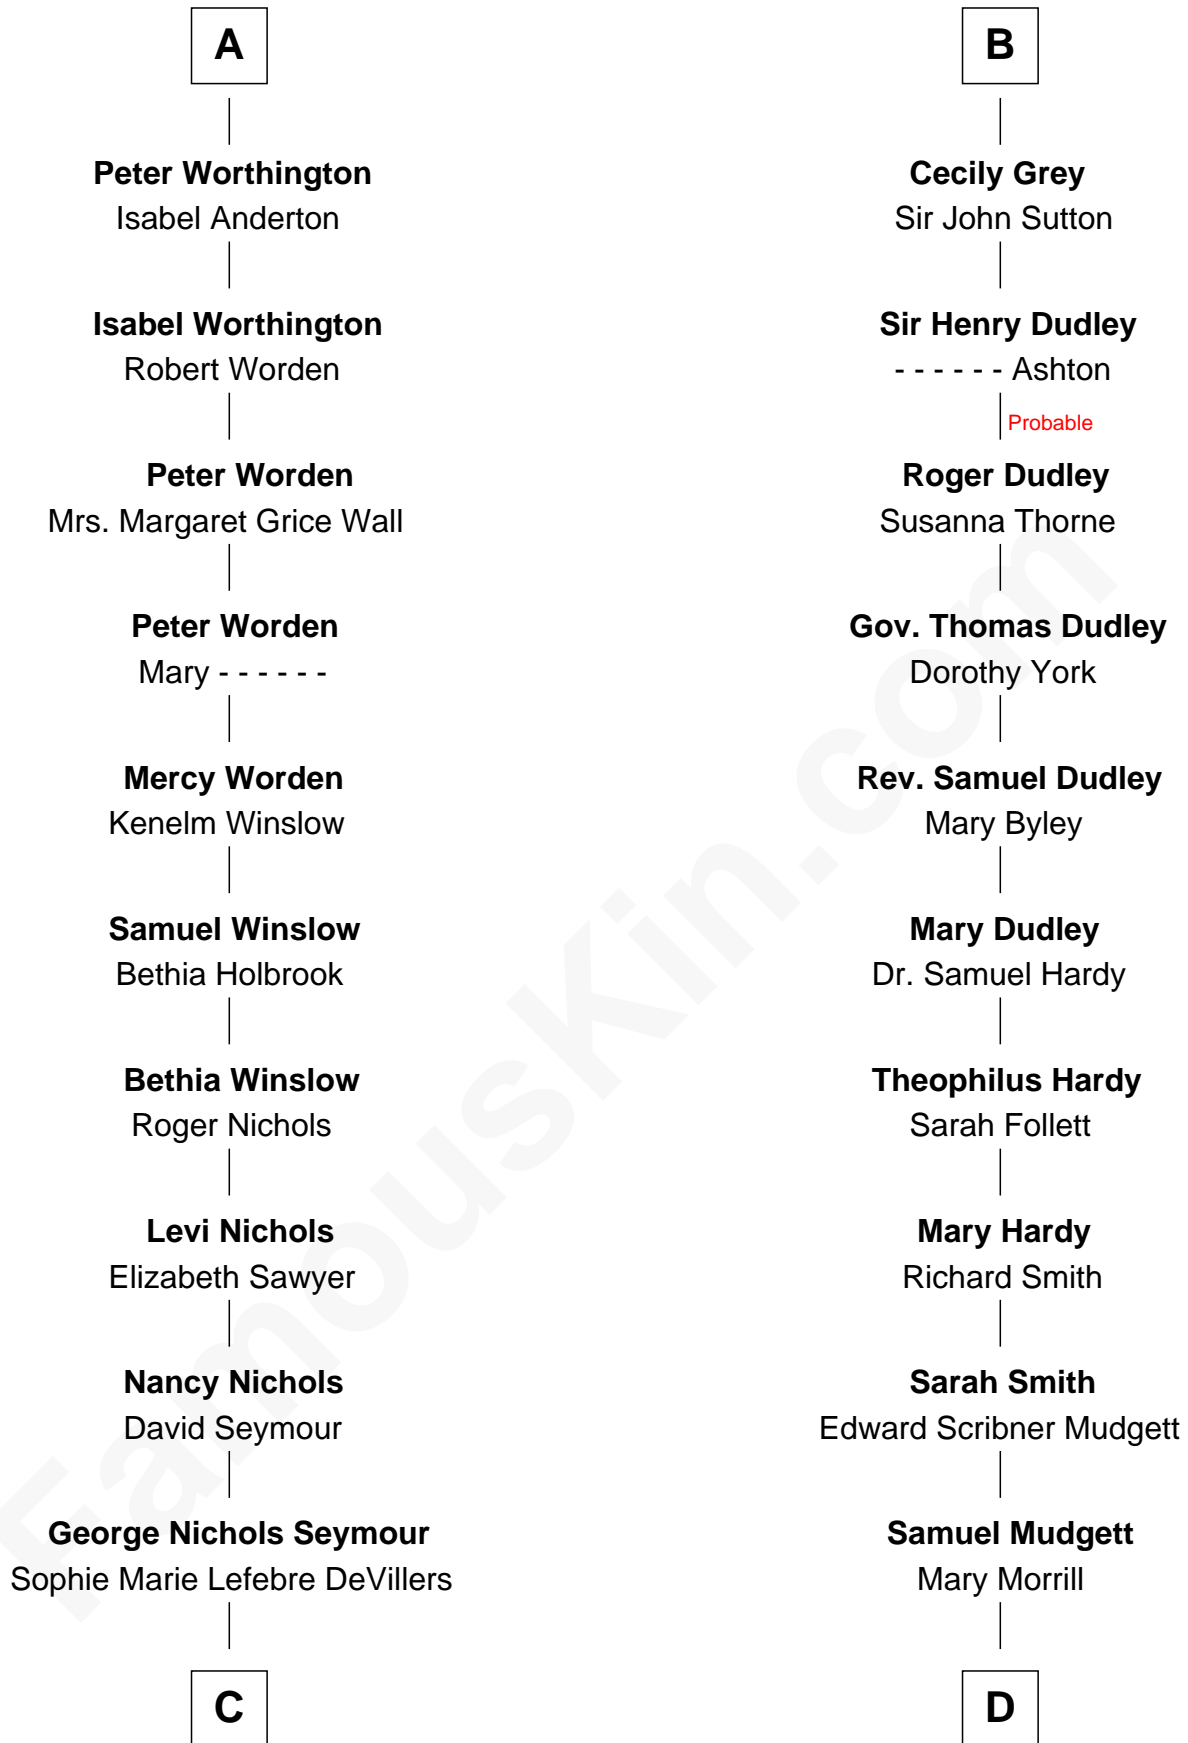 A
Peter Worthington
Isabel Anderton
Isabel Worthington
Robert Worden
Peter Worden
Mrs. Margaret Grice Wall
Peter Worden
Mary - - - - - -
Mercy Worden
Kenelm Winslow
Samuel Winslow
Bethia Holbrook
Bethia Winslow
Roger Nichols
Levi Nichols
Elizabeth Sawyer
Nancy Nichols
David Seymour
George Nichols Seymour
Sophie Marie Lefebre DeVillers
C
B
Cecily Grey
Sir John Sutton
Sir Henry Dudley
- - - - - - Ashton
Probable
Roger Dudley
Susanna Thorne
Gov. Thomas Dudley
Dorothy York
Rev. Samuel Dudley
Mary Byley
Mary Dudley
Dr. Samuel Hardy
Theophilus Hardy
Sarah Follett
Mary Hardy
Richard Smith
Sarah Smith
Edward Scribner Mudgett
Samuel Mudgett
Mary Morrill
D
FamousKin.com